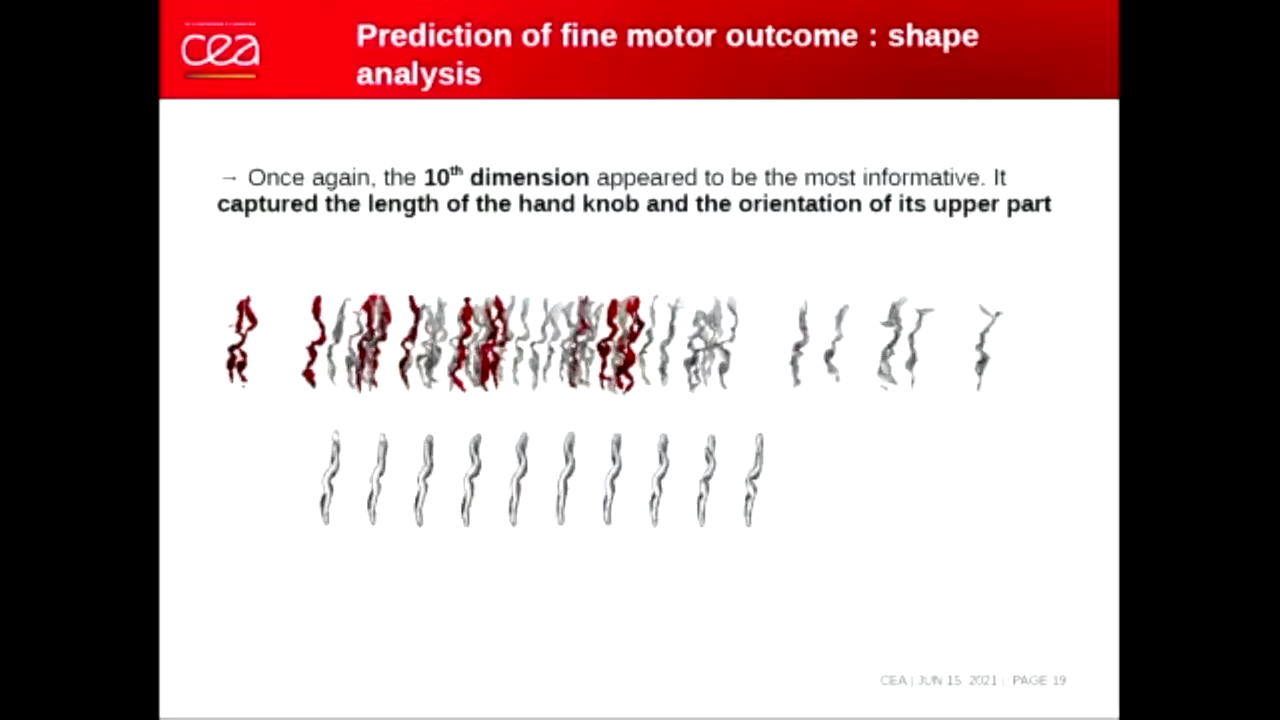 cea
Prediction of fine motor outcome : shape
analysis
→ Once again, the 10th dimension appeared to be the most informative. It
captured the length of the hand knob and the orientation of its upper part
CEA | JUN 15 2021 | PAGE 19